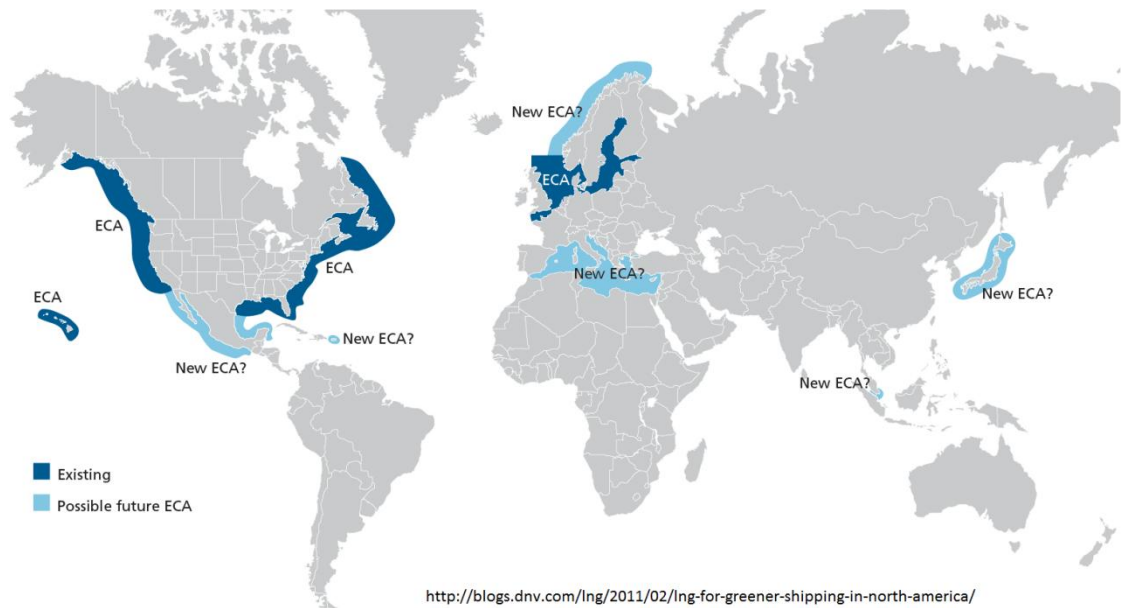 New ECA?
ECA
ECA
ECA
New ECA?
ECA
New ECA?
New ECA?
New ECA?
New ECA?
Existing
Possible future ECA
http://blogs.dnv.com/lng/2011/02/lng-for-greener-shipping-in-north-america/